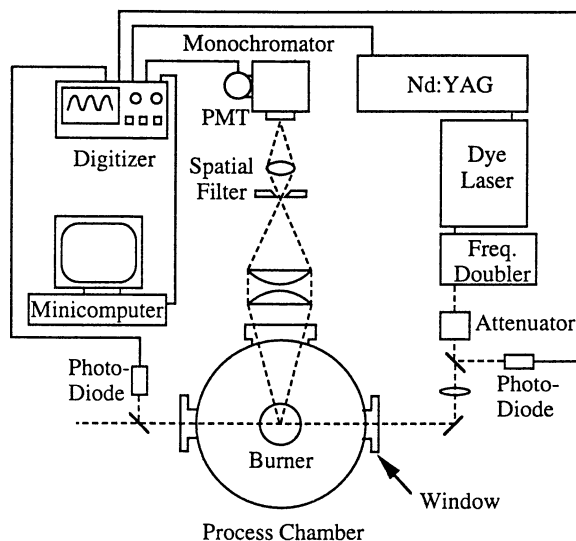 Monochromator
Nd:YAG
PMT
Digitizer
Dye
Laser
Spatial
Filter
Freq.
Doubler
Minicomputer
Attenuator
Photo-
Diode
Photo-
Diode
Burner
Window
Process Chamber